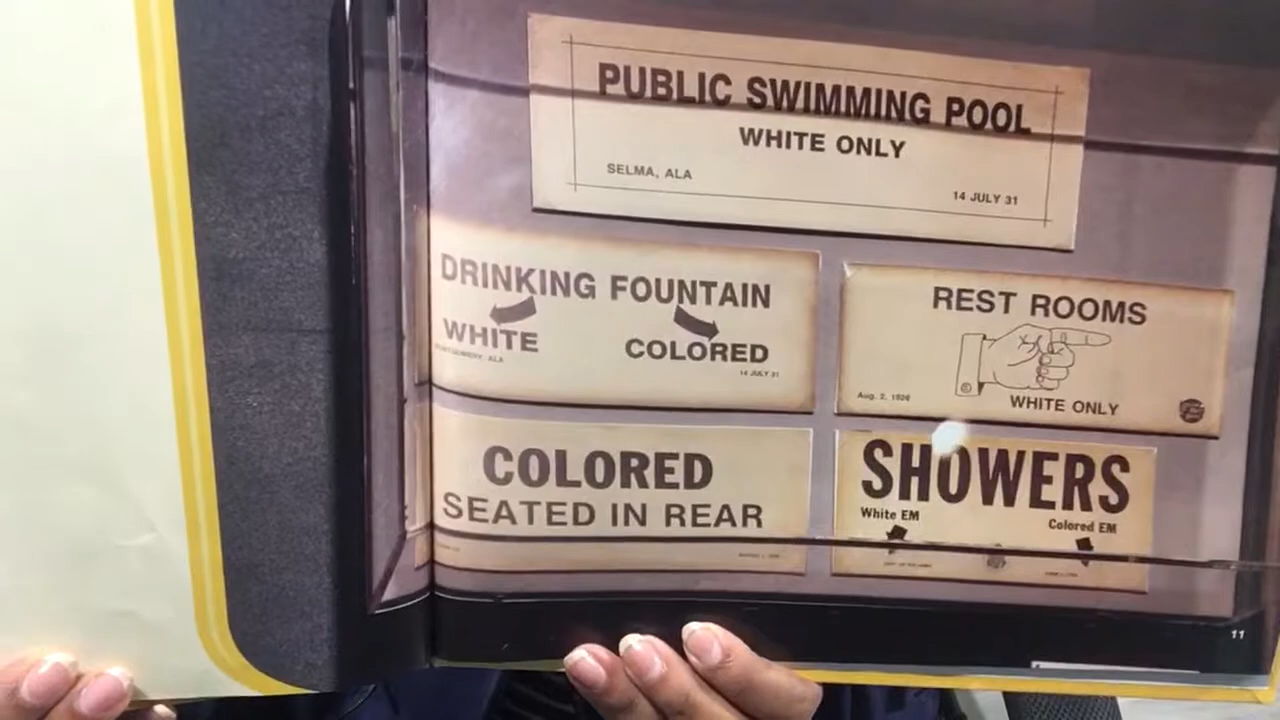 PUBLIC SWIMMING POOL
WHITE ONLY
SELMA, ALA
14 JULY 31
DRINKING FOUNTAIN
WHITE
COLORED
14 JULY 31
REST ROOMS
Aug. 2, 1929
WHITE ONLY
COLORED
SEATED IN REAR
SHOWERS
White EM
Colored EM
11